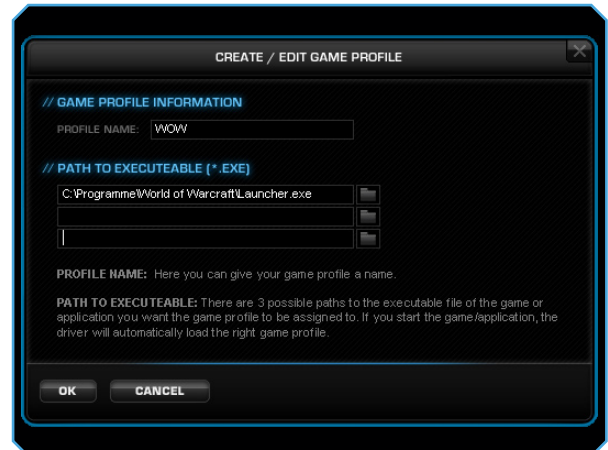 CREATE / EDIT GAME PROFILE
// GAME PROFILE INFORMATION
PROFILE NAME: WOW
// PATH TO EXECUTEABLE (*.EXE)
C:\Programme\World of Warcraft\Launcher.exe
PROFILE NAME: Here you can give your game profile a name.
PATH TO EXECUTEABLE: There are 3 possible paths to the executable file of the game or
application you want the game profile to be assigned to. If you start the game/application, the
driver will automatically load the right game profile.
OK CANCEL